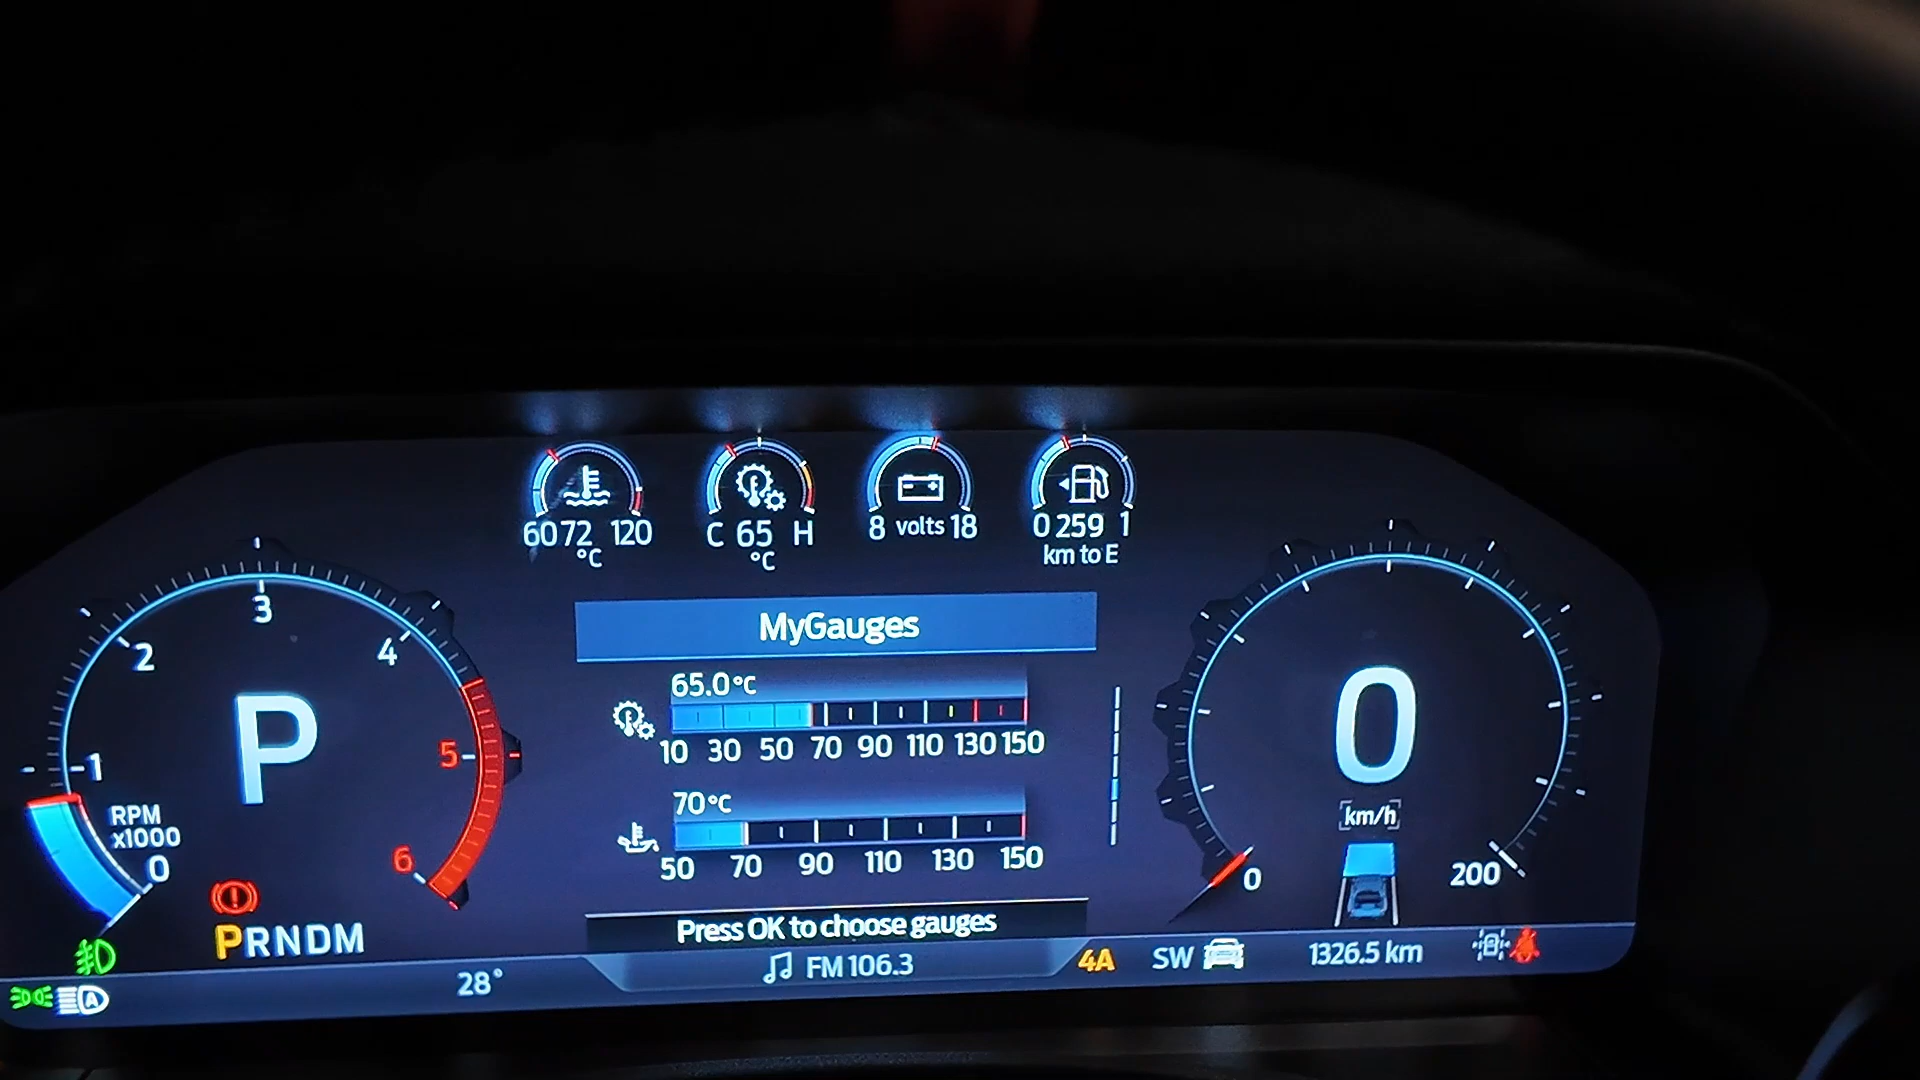 60 72 120
°C
C 65 H
°C
8 volts 18
0 259 1
km to E
MyGauges
65.0°C
10 30 50 70 90 110 130 150
70°C
50 70 90 110 130 150
Press OK to choose gauges
0 1 2 3 4 5 6
RPM
x1000
P
PRNDM
0
km/h
0 200
28°
FM 106.3
4A
SW
1326.5 km
A